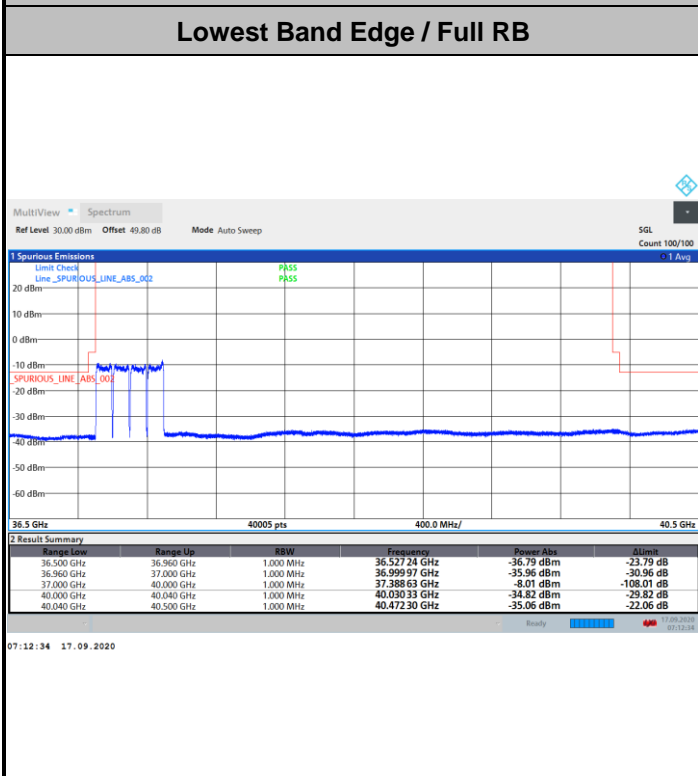 Lowest Band Edge / Full RB
MultiView Spectrum
Ref Level 30.00 dBm Offset 49.80 dB Mode Auto Sweep SGL
Count 100/100
1 Spurious Emissions 1 Avg
Limit Check PASS
Line _SPURIOUS_LINE_ABS_002 PASS
20 dBm
10 dBm
0 dBm
-10 dBm
_SPURIOUS_LINE_ABS_002
-20 dBm
-30 dBm
-40 dBm
-50 dBm
-60 dBm
36.5 GHz 40005 pts 400.0 MHz/ 40.5 GHz
2 Result Summary
Range Low Range Up RBW Frequency Power Abs ΔLimit
36.500 GHz 36.960 GHz 1.000 MHz 36.527 24 GHz -36.79 dBm -23.79 dB
36.960 GHz 37.000 GHz 1.000 MHz 36.999 97 GHz -35.96 dBm -30.96 dB
37.000 GHz 40.000 GHz 1.000 MHz 37.388 63 GHz -8.01 dBm -108.01 dB
40.000 GHz 40.040 GHz 1.000 MHz 40.030 33 GHz -34.82 dBm -29.82 dB
40.040 GHz 40.500 GHz 1.000 MHz 40.472 30 GHz -35.06 dBm -22.06 dB
Ready 17.09.2020
07:12:34
07:12:34 17.09.2020